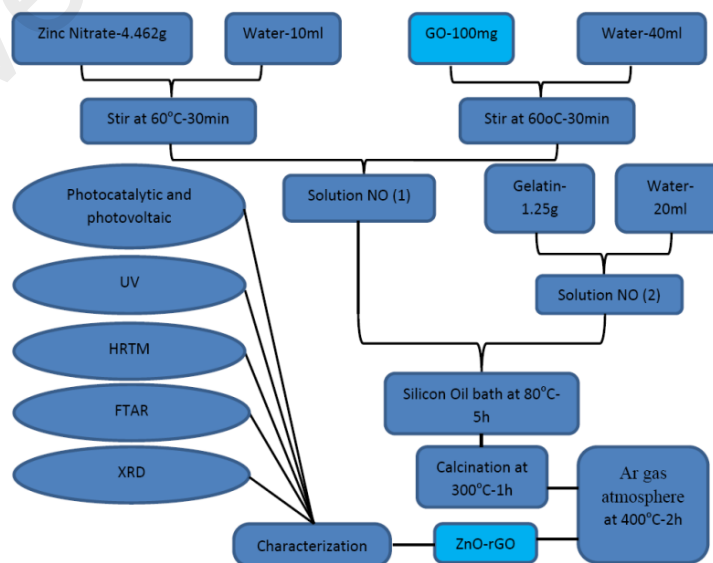 Zinc Nitrate-4.462g
Water-10ml
GO-100mg
Water-40ml
Stir at 60°C-30min
Stir at 60oC-30min
Photocatalytic and
photovoltaic
Solution NO (1)
Gelatin-
1.25g
Water-
20ml
UV
Solution NO (2)
HRTM
Silicon Oil bath at 80°C-
5h
FTAR
Calcination at
300°C-1h
Ar gas
atmosphere
at 400°C-2h
XRD
Characterization
ZnO-rGO